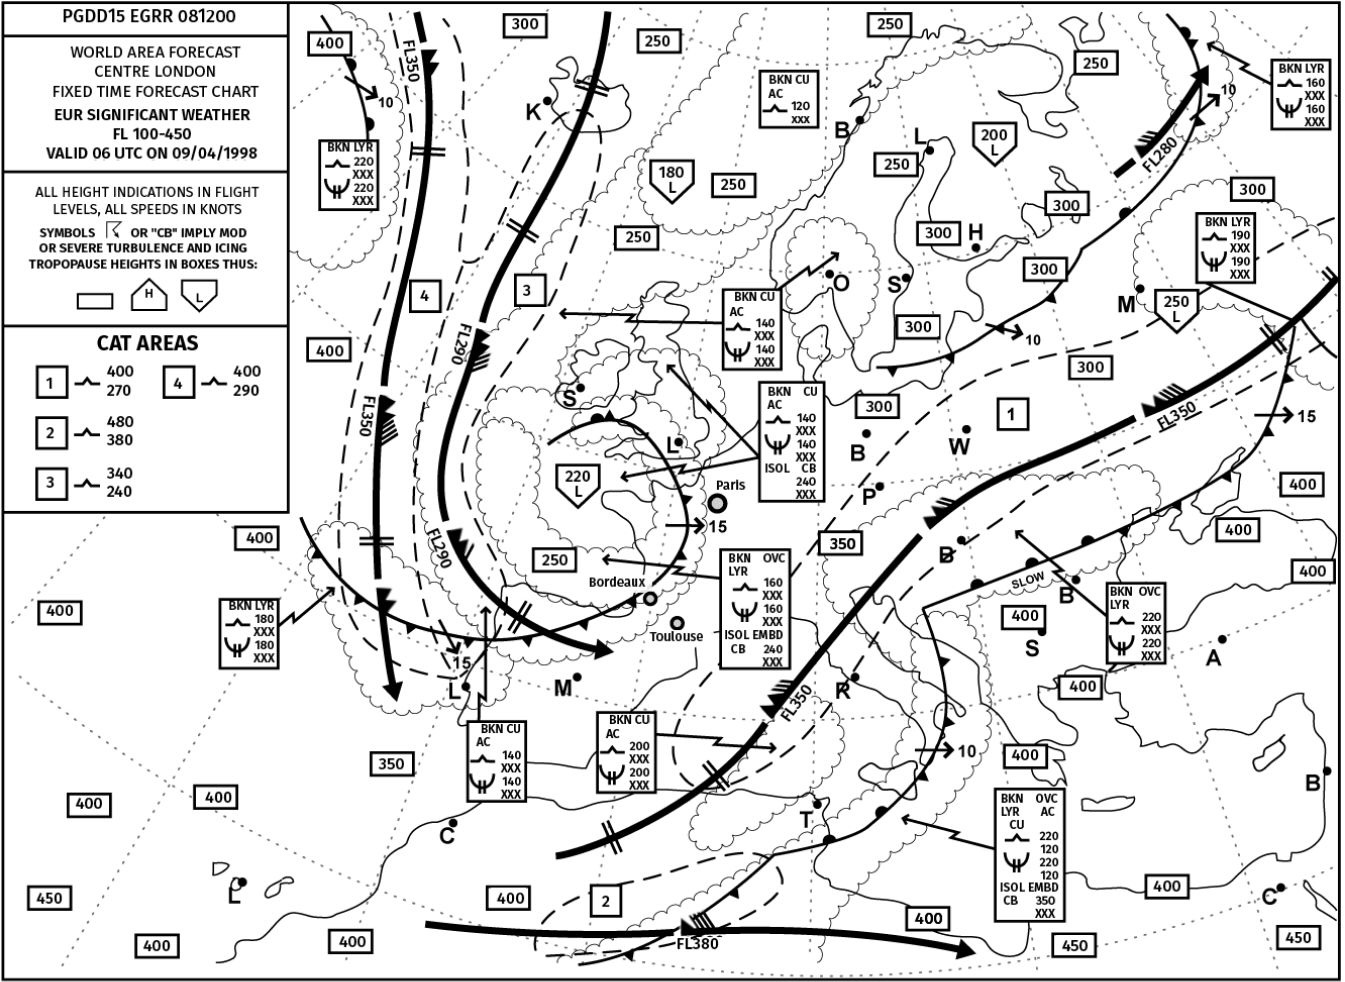 PGDD15 EGRR 081200
WORLD AREA FORECAST
CENTRE LONDON
FIXED TIME FORECAST CHART
EUR SIGNIFICANT WEATHER
FL 100-450
VALID 06 UTC ON 09/04/1998
ALL HEIGHT INDICATIONS IN FLIGHT
LEVELS, ALL SPEEDS IN KNOTS
SYMBOLS OR "CB" IMPLY MOD
OR SEVERE TURBULENCE AND ICING
TROPOPAUSE HEIGHTS IN BOXES THUS:
H
L
CAT AREAS
1 400
270
4 400
290
2 480
380
3 340
240
400
FL350
300
250
250
250
10
K
BKN CU
AC
120
XXX
B
L
200
L
250
FL280
10
BKN LYR
160
XXX
160
XXX
BKN LYR
220
XXX
220
XXX
180
L
250
250
300
300
300
H
300
BKN LYR
190
XXX
190
XXX
4
3
O
S
M
250
L
BKN CU
AC
140
XXX
140
XXX
300
10
400
FL290
300
FL350
S
BKN CU
AC
140
XXX
140
XXX
ISOL CB
240
XXX
300
1
FL350
15
L
B
W
220
L
Paris
P
400
15
400
FL290
250
350
B
400
400
Bordeaux
BKN OVC
LYR
160
XXX
160
XXX
ISOL EMBD
CB 240
XXX
SLOW
B
BKN OVC
LYR
220
XXX
220
XXX
400
BKN LYR
180
XXX
180
XXX
Toulouse
400
S
A
15
L
M
R
FL350
400
BKN CU
AC
140
XXX
140
XXX
BKN CU
AC
200
XXX
200
XXX
350
10
400
B
400
400
C
T
BKN OVC
LYR AC
CU
220
120
220
120
ISOL EMBD
CB 350
XXX
L
450
400
2
400
C
400
400
400
FL380
450
450